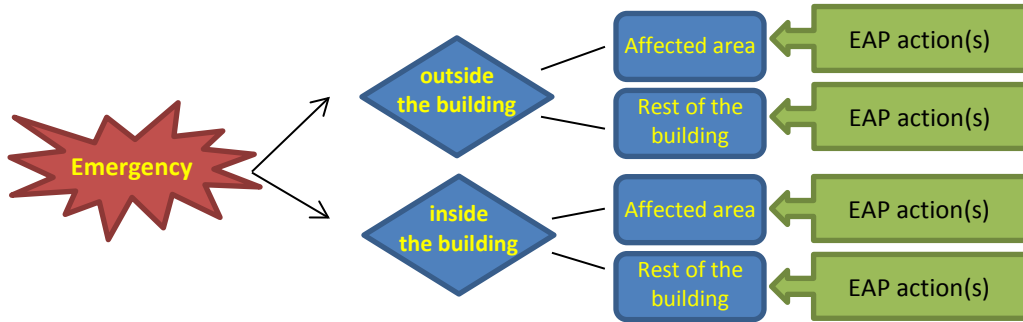 Emergency
outside
the building
Affected area
EAP action(s)
Rest of the
building
EAP action(s)
inside
the building
Affected area
EAP action(s)
Rest of the
building
EAP action(s)